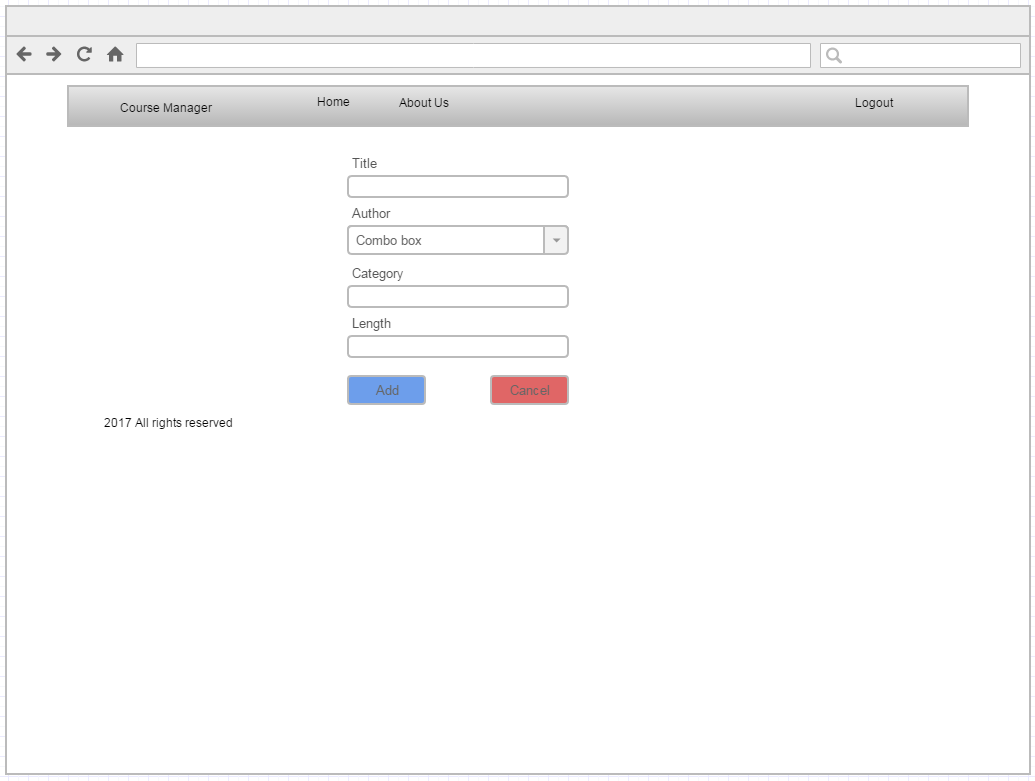 Course Manager Home About Us Logout
Title
Author
Combo box
Category
Length
Add Cancel
2017 All rights reserved